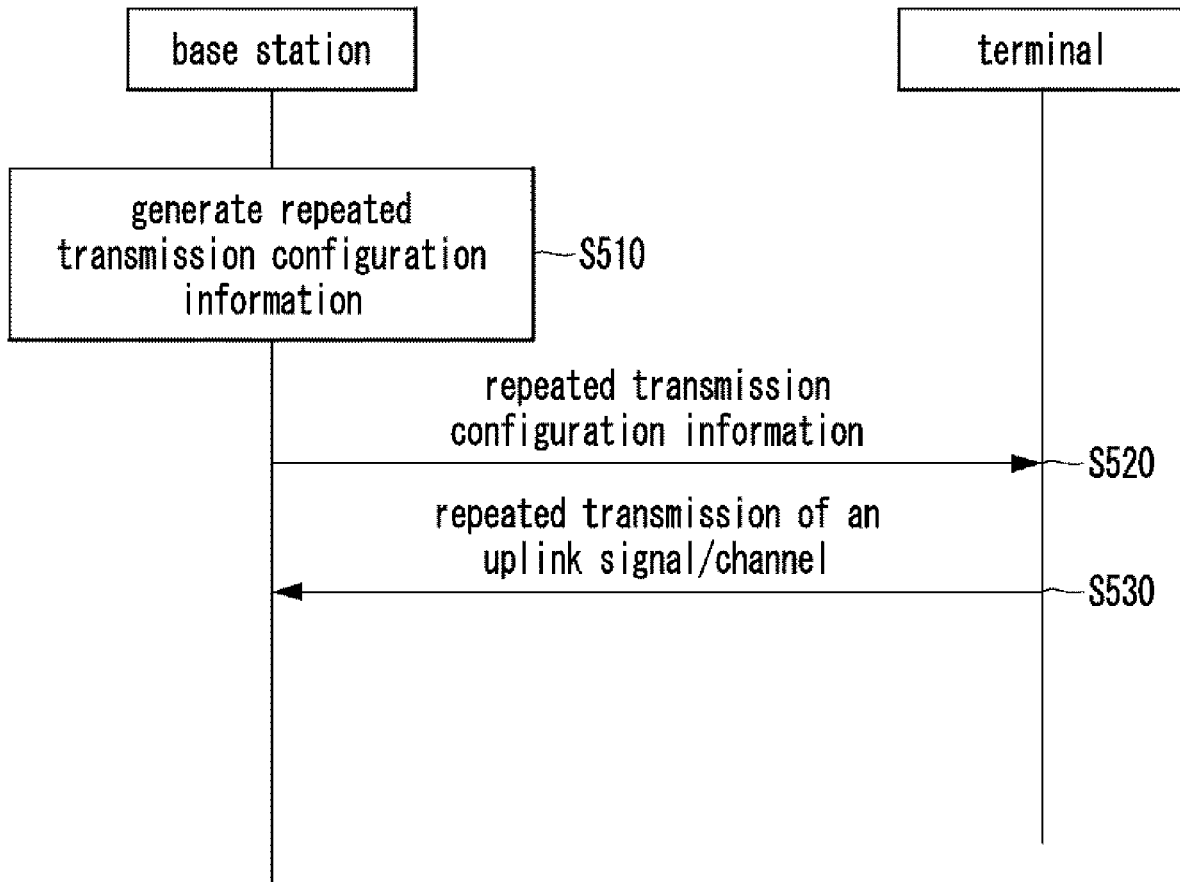 base station
terminal
generate repeated
transmission configuration
information
S510
repeated transmission
configuration information
S520
repeated transmission of an
uplink signal/channel
S530